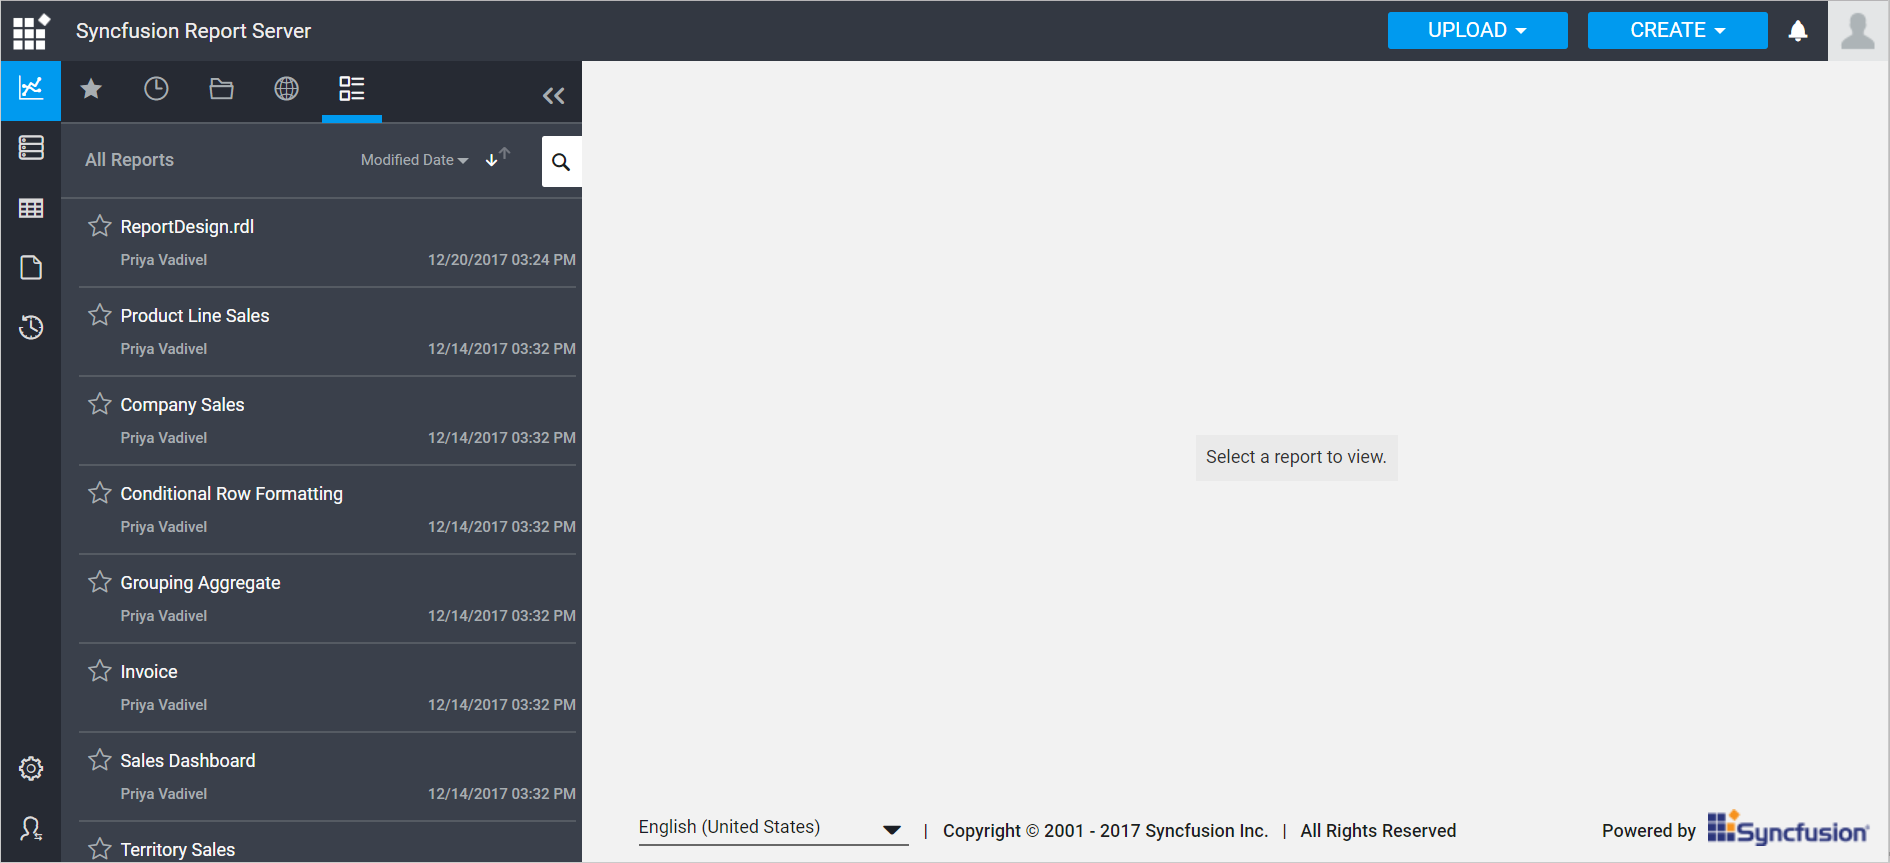 Syncfusion Report Server
UPLOAD
CREATE
All Reports
Modified Date
ReportDesign.rdl
Priya Vadivel 12/20/2017 03:24 PM
Product Line Sales
Priya Vadivel 12/14/2017 03:32 PM
Company Sales
Priya Vadivel 12/14/2017 03:32 PM
Conditional Row Formatting
Priya Vadivel 12/14/2017 03:32 PM
Grouping Aggregate
Priya Vadivel 12/14/2017 03:32 PM
Invoice
Priya Vadivel 12/14/2017 03:32 PM
Sales Dashboard
Priya Vadivel 12/14/2017 03:32 PM
Territory Sales
Select a report to view.
English (United States) | Copyright © 2001 - 2017 Syncfusion Inc. | All Rights Reserved
Powered by Syncfusion®